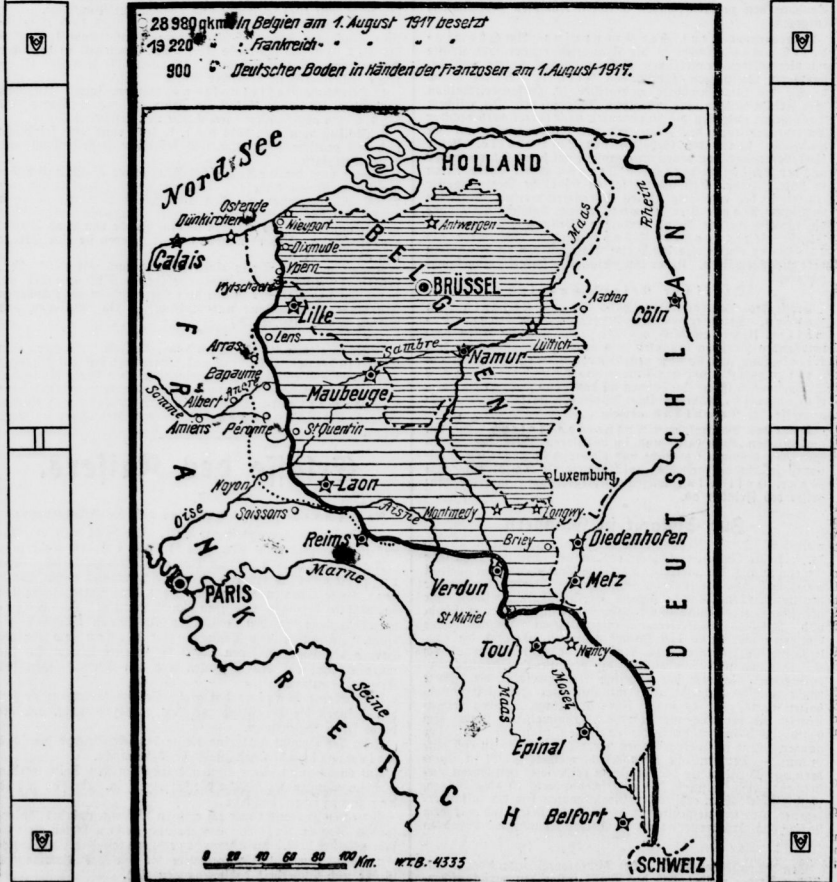 28 980 qkm in Belgien am 1. August 1917 besetzt
19 220 " " Frankreich " " " "
900 " Deutscher Boden in Händen der Franzosen am 1. August 1917.
Nord See
HOLLAND
Ostende
Dünkirchen
Nieuport
Antwerpen
Maas
Rhein
Calais
Dixmude
Ypern
Wytschaete
BELGIEN
BRÜSSEL
Aachen
Cöln
Lille
Lens
Sambre
Namur
Lüttich
Arras
Bapaume
Maubeuge
Albert
Ancre
Somme
Amiens
Péronne
St Quentin
Noyon
Laon
Luxemburg
Oise
Soissons
Aisne
Montmedy
Longwy
Reims
Briey
Diedenhofen
Marne
Verdun
Metz
PARIS
St Mihiel
Toul
Nancy
Jll.
Seine
Maas
Mosel
Epinal
FRANKREICH
DEUTSCHLAND
Belfort
0 20 40 60 80 100 Km. W.T.B.-4333
SCHWEIZ